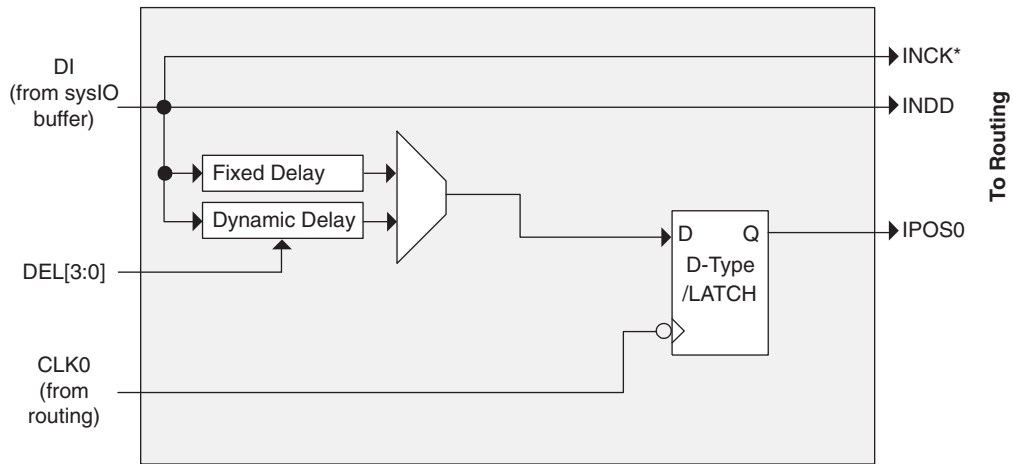 DI
(from sysIO
buffer)
INCK*
INDD
To Routing
Fixed Delay
Dynamic Delay
DEL[3:0]
D Q
D-Type
/LATCH
IPOS0
CLK0
(from
routing)